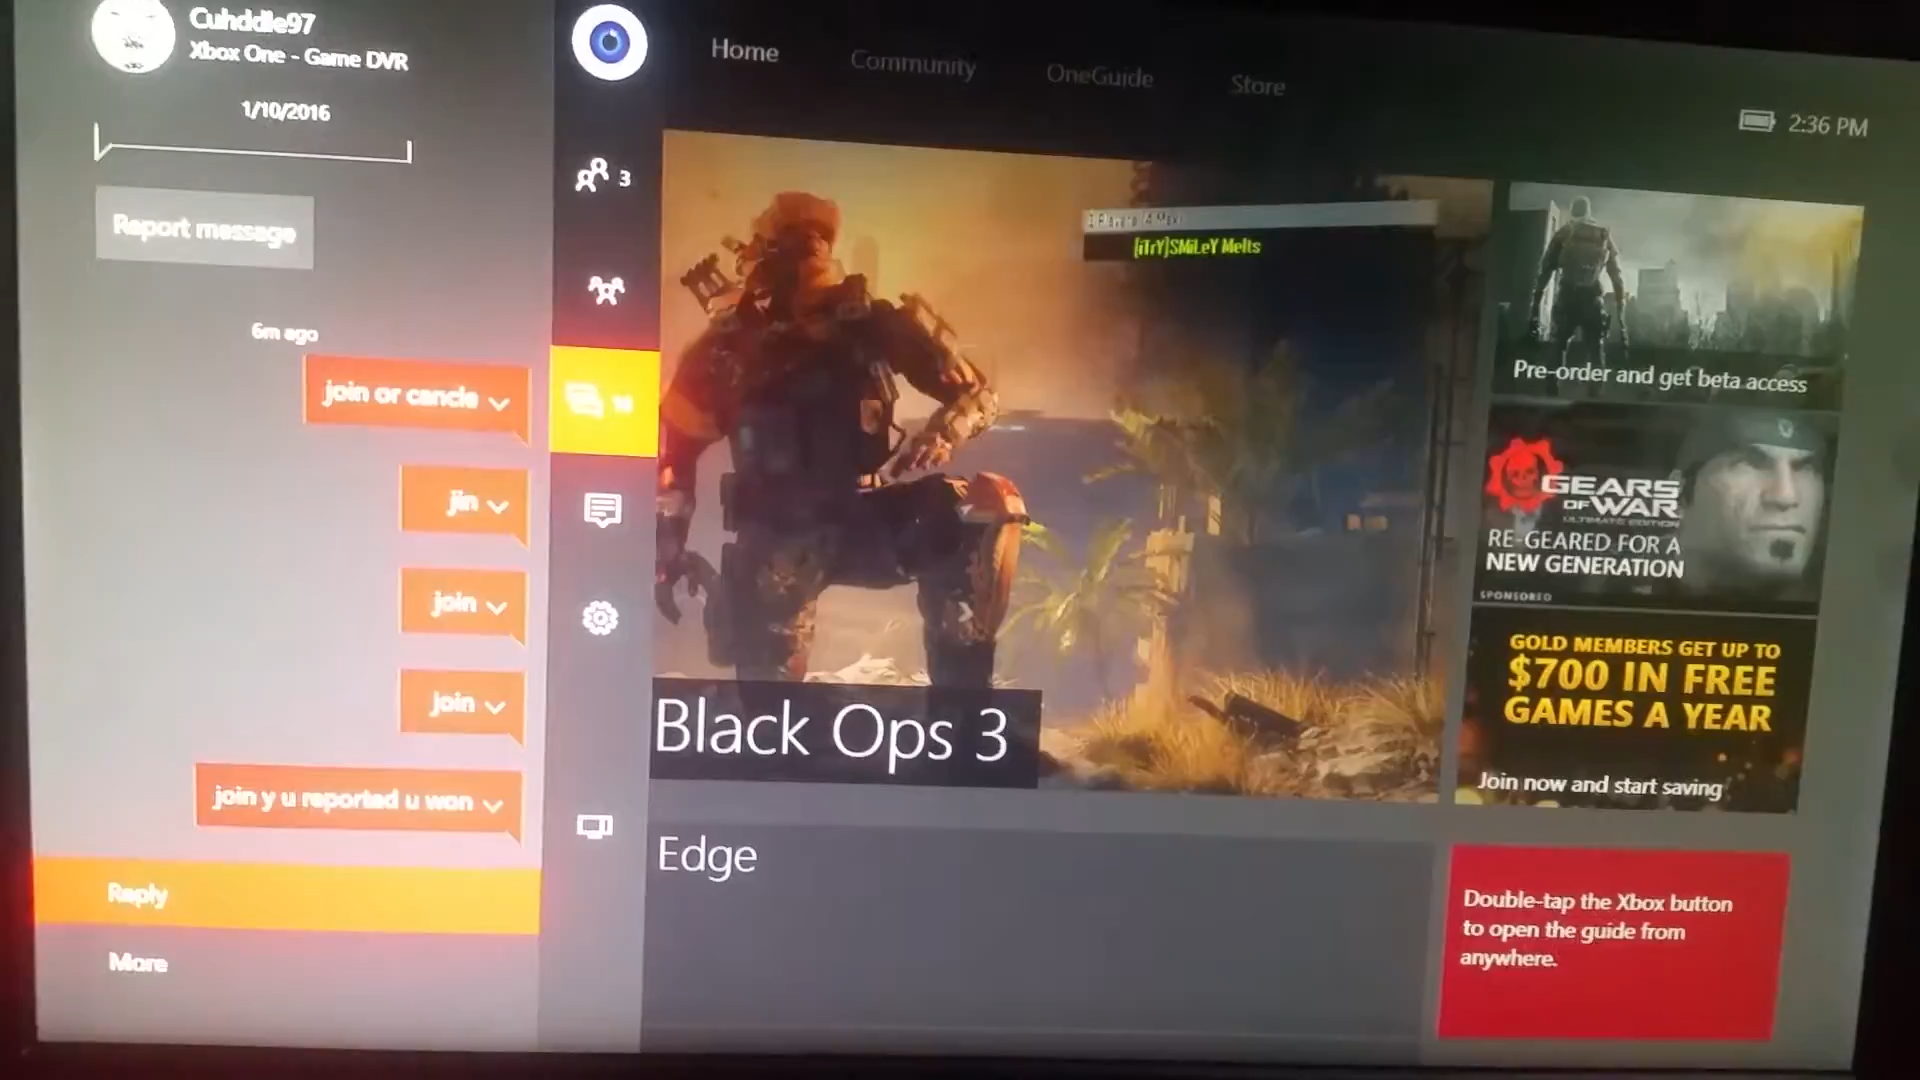 Cuhddle97
Xbox One - Game DVR
1/10/2016
Report message
6m ago
join or cancle
jin
join
join
join y u reported u won
Reply
More
3
Home
Community
OneGuide
Store
2:36 PM
[iTrY]SMiLeY Melts
Black Ops 3
Edge
Pre-order and get beta access
GEARS
OF WAR
ULTIMATE EDITION
RE-GEARED FOR A
NEW GENERATION
SPONSORED
GOLD MEMBERS GET UP TO
$700 IN FREE
GAMES A YEAR
Join now and start saving
Double-tap the Xbox button
to open the guide from
anywhere.